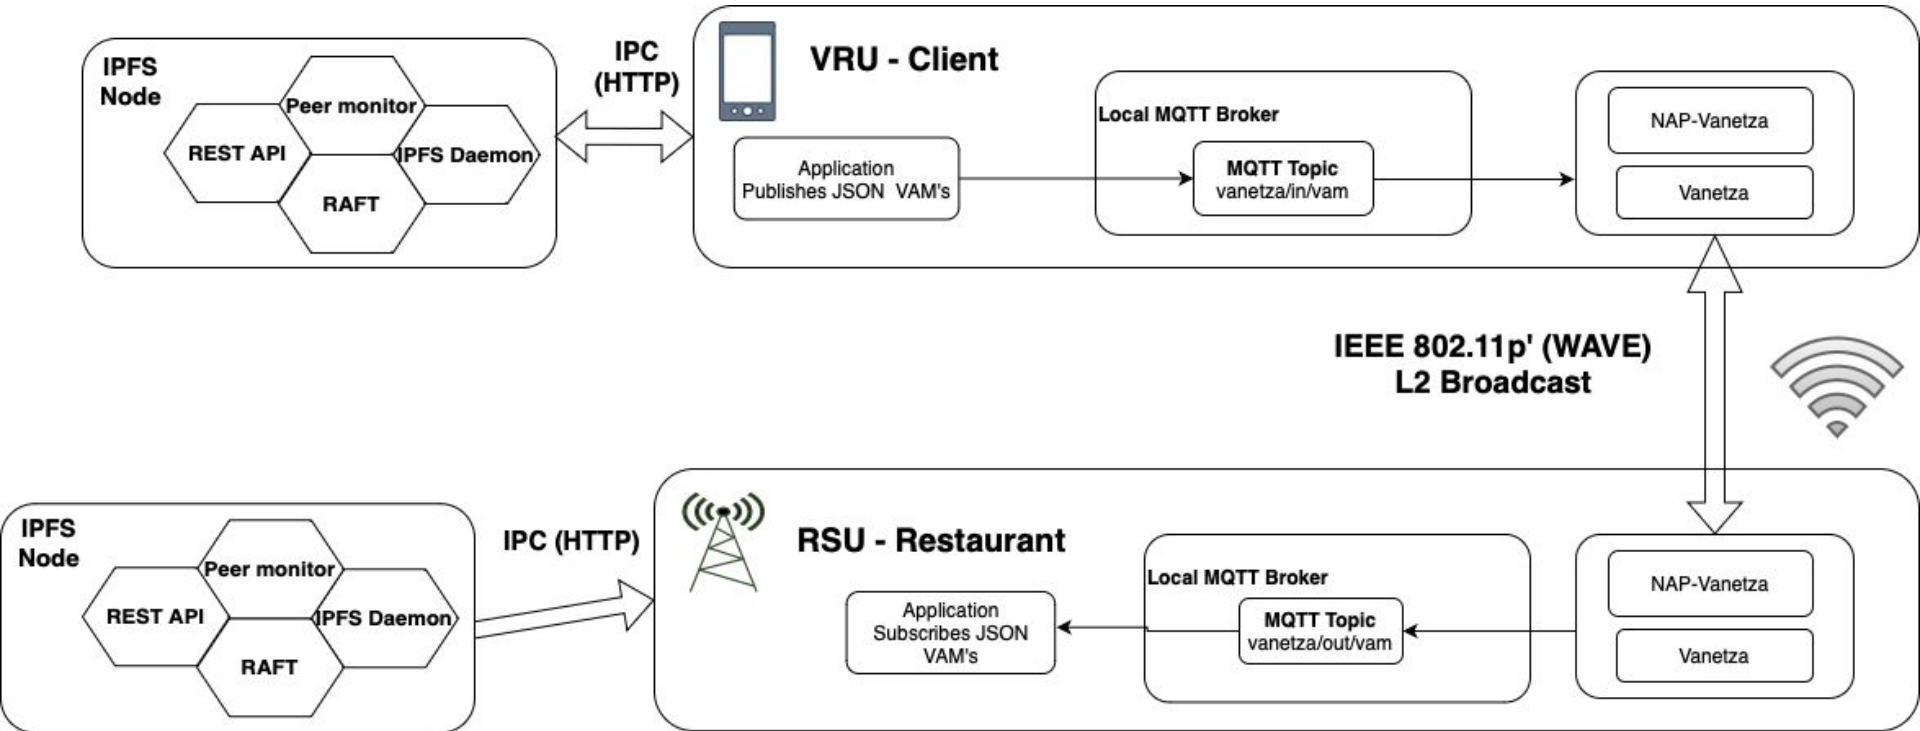 IPFS
Node
Peer monitor
REST API
IPFS Daemon
RAFT
IPC
(HTTP)
VRU - Client
Application
Publishes JSON VAM's
Local MQTT Broker
MQTT Topic
vanetza/in/vam
NAP-Vanetza
Vanetza
IEEE 802.11p' (WAVE)
L2 Broadcast
IPFS
Node
Peer monitor
REST API
IPFS Daemon
RAFT
IPC (HTTP)
RSU - Restaurant
Application
Subscribes JSON
VAM's
Local MQTT Broker
MQTT Topic
vanetza/out/vam
NAP-Vanetza
Vanetza